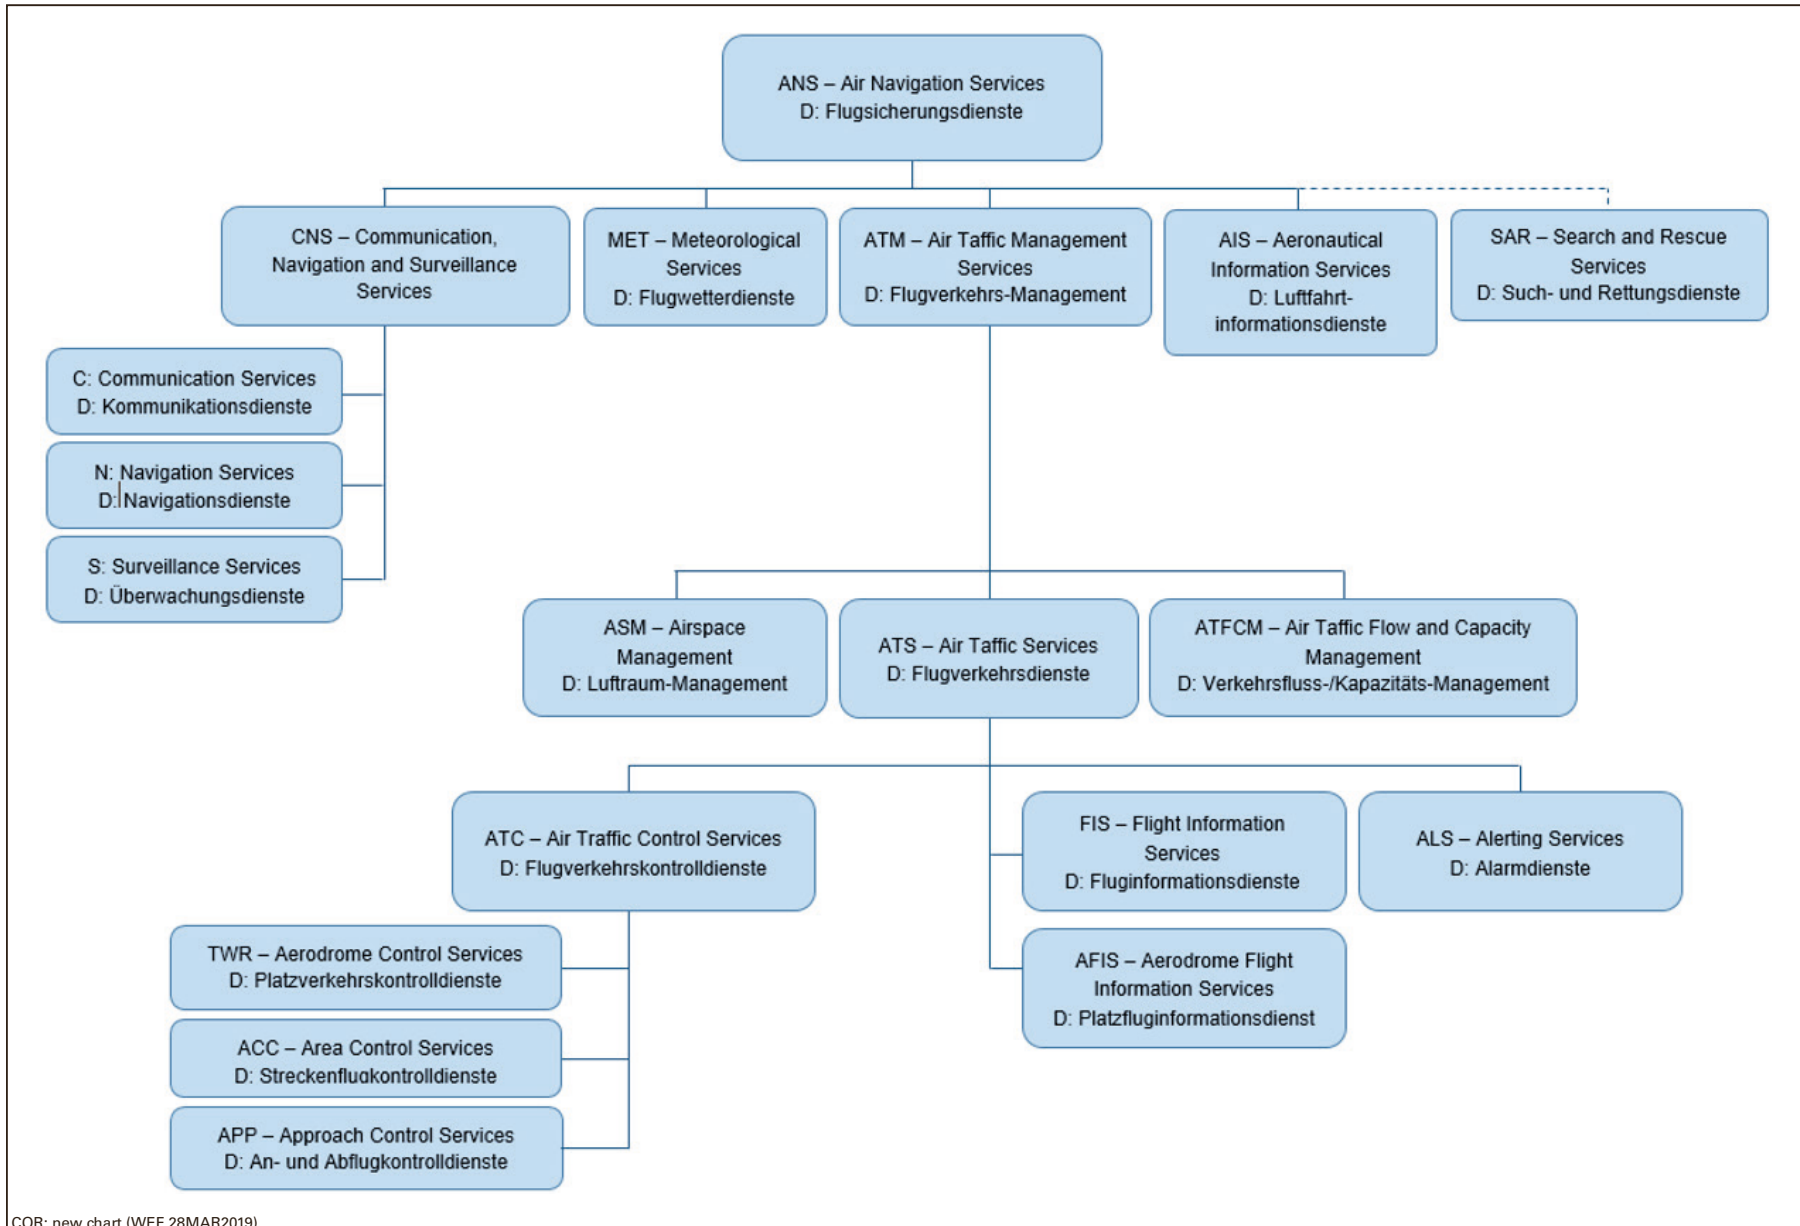 ANS – Air Navigation Services
D: Flugsicherungsdienste
CNS – Communication,
Navigation and Surveillance
Services
MET – Meteorological
Services
D: Flugwetterdienste
ATM – Air Taffic Management
Services
D: Flugverkehrs-Management
AIS – Aeronautical
Information Services
D: Luftfahrt-
informationsdienste
SAR – Search and Rescue
Services
D: Such- und Rettungsdienste
C: Communication Services
D: Kommunikationsdienste
N: Navigation Services
D: Navigationsdienste
S: Surveillance Services
D: Überwachungsdienste
ASM – Airspace
Management
D: Luftraum-Management
ATS – Air Taffic Services
D: Flugverkehrsdienste
ATFCM – Air Taffic Flow and Capacity
Management
D: Verkehrsfluss-/Kapazitäts-Management
ATC – Air Traffic Control Services
D: Flugverkehrskontrolldienste
FIS – Flight Information
Services
D: Fluginformationsdienste
ALS – Alerting Services
D: Alarmdienste
TWR – Aerodrome Control Services
D: Platzverkehrskontrolldienste
AFIS – Aerodrome Flight
Information Services
D: Platzfluginformationsdienst
ACC – Area Control Services
D: Streckenflugkontrolldienste
APP – Approach Control Services
D: An- und Abflugkontrolldienste
COR: new chart (WEF 28MAR2019)